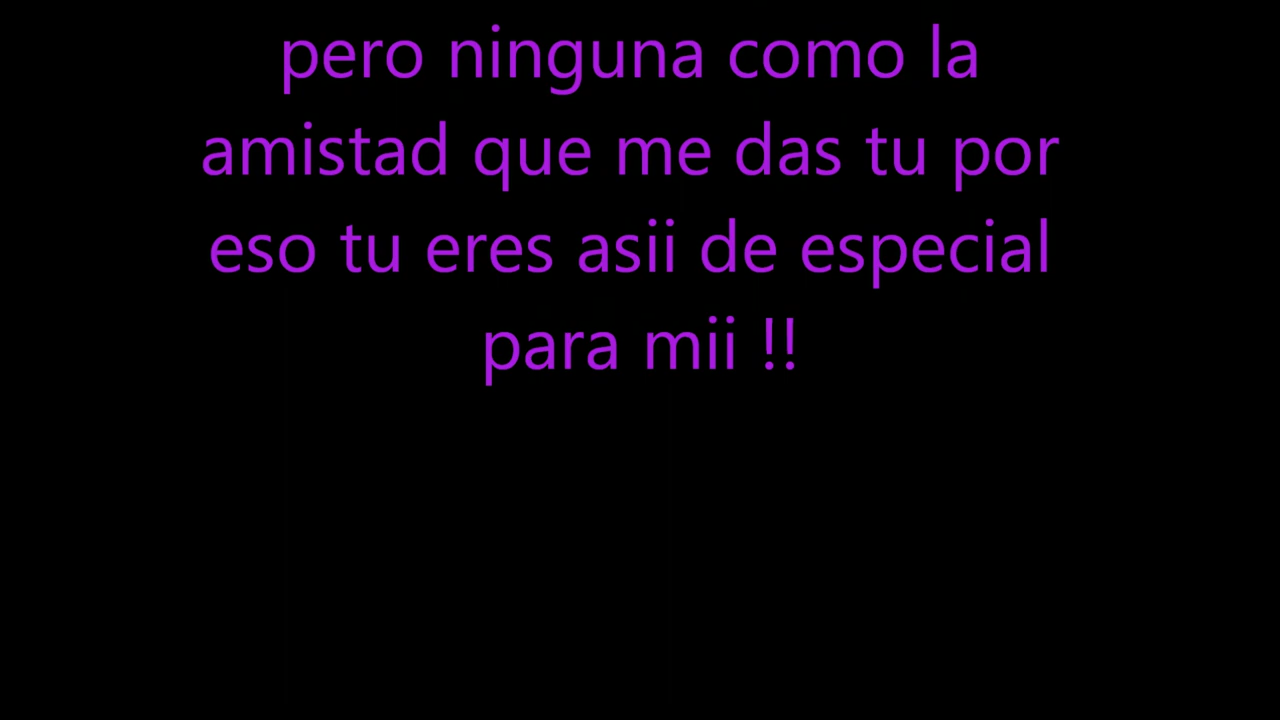 pero ninguna como la
amistad que me das tu por
eso tu eres asii de especial
para mii !!